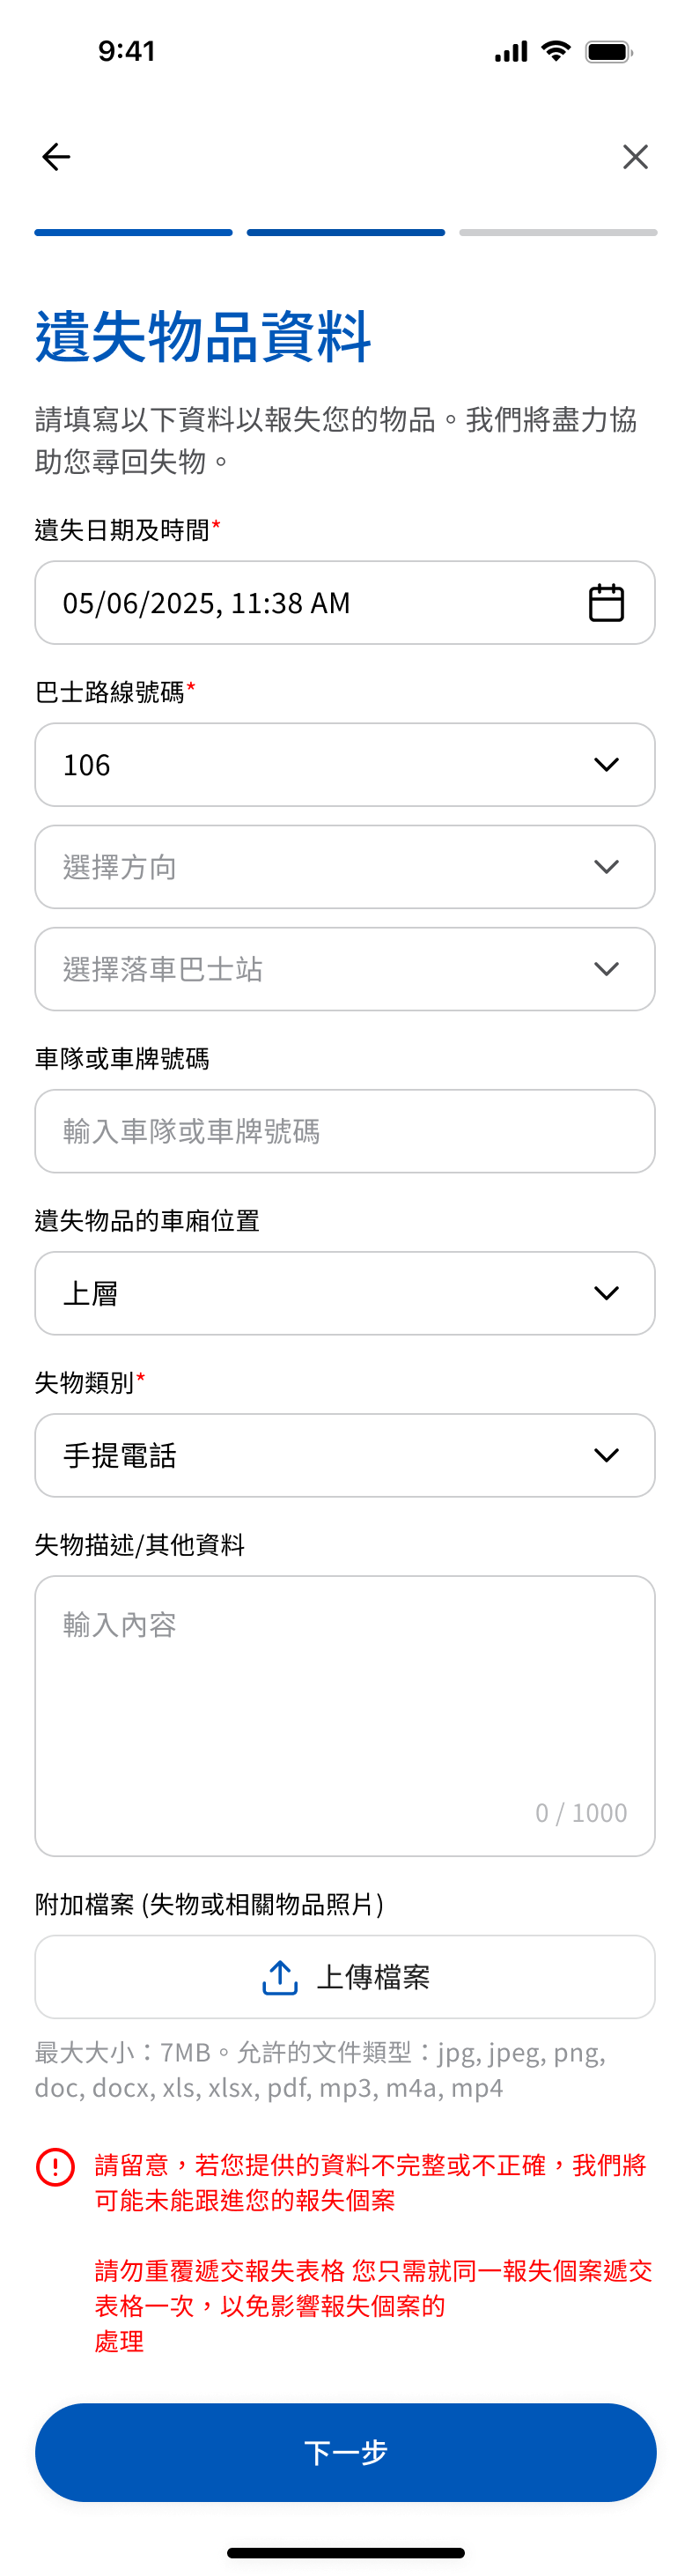 9:41
遺失物品資料
請填寫以下資料以報失您的物品。我們將盡力協
助您尋回失物。
遺失日期及時間*
05/06/2025, 11:38 AM
巴士路線號碼*
106
選擇方向
選擇落車巴士站
車隊或車牌號碼
輸入車隊或車牌號碼
遺失物品的車廂位置
上層
失物類別*
手提電話
失物描述/其他資料
輸入內容
0 / 1000
附加檔案 (失物或相關物品照片)
上傳檔案
最大大小：7MB。允許的文件類型：jpg, jpeg, png,
doc, docx, xls, xlsx, pdf, mp3, m4a, mp4
請留意，若您提供的資料不完整或不正確，我們將
可能未能跟進您的報失個案
請勿重覆遞交報失表格 您只需就同一報失個案遞交
表格一次，以免影響報失個案的
處理
下一步